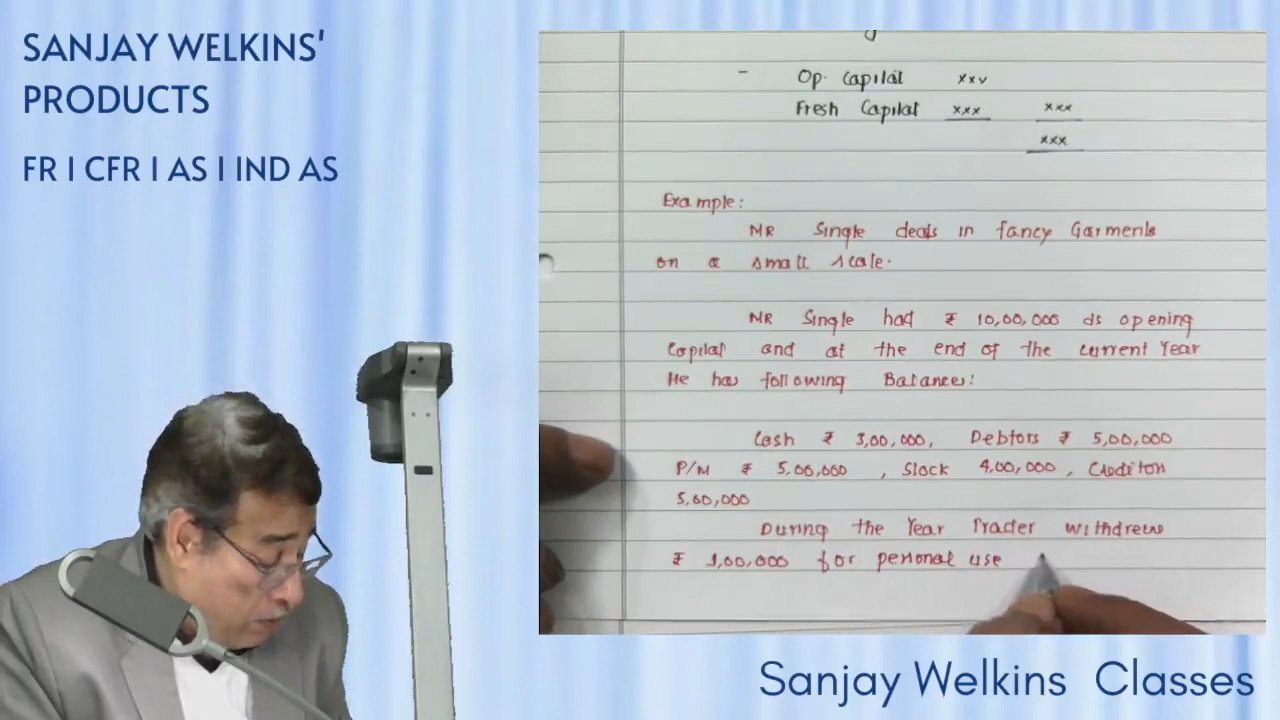 SANJAY WELKINS'
PRODUCTS
FR I CFR I AS I IND AS
- Op. Capital xxv
Fresh Capital xxx xxx
xxx
Example:
MR Single deals in fancy Garments
on a small scale.
MR Single had ₹ 10,00,000 as opening
Capital and at the end of the current Year
He has following Balance:
Cash ₹ 3,00,000, Debtors ₹ 5,00,000
P/M ₹ 5,00,000 , Stock 4,00,000 , Creditors
5,00,000
During the Year Trader withdrew
₹ 1,00,000 for personal use
Sanjay Welkins Classes